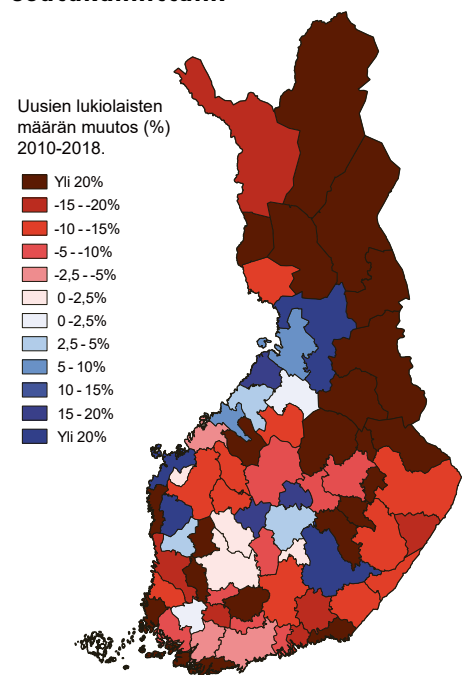 Uusien lukiolaisten
määrän muutos (%)
2010-2018.
Yli 20%
-15 - -20%
-10 - -15%
-5 - -10%
-2,5 - -5%
0 -2,5%
0 -2,5%
2,5 - 5%
5 - 10%
10 - 15%
15 - 20%
Yli 20%